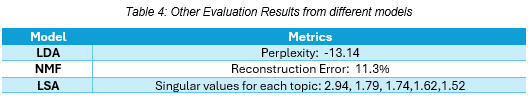 Table 4: Other Evaluation Results from different models
Model Metrics
LDA Perplexity: -13.14
NMF Reconstruction Error: 11.3%
LSA Singular values for each topic: 2.94, 1.79, 1.74,1.62,1.52